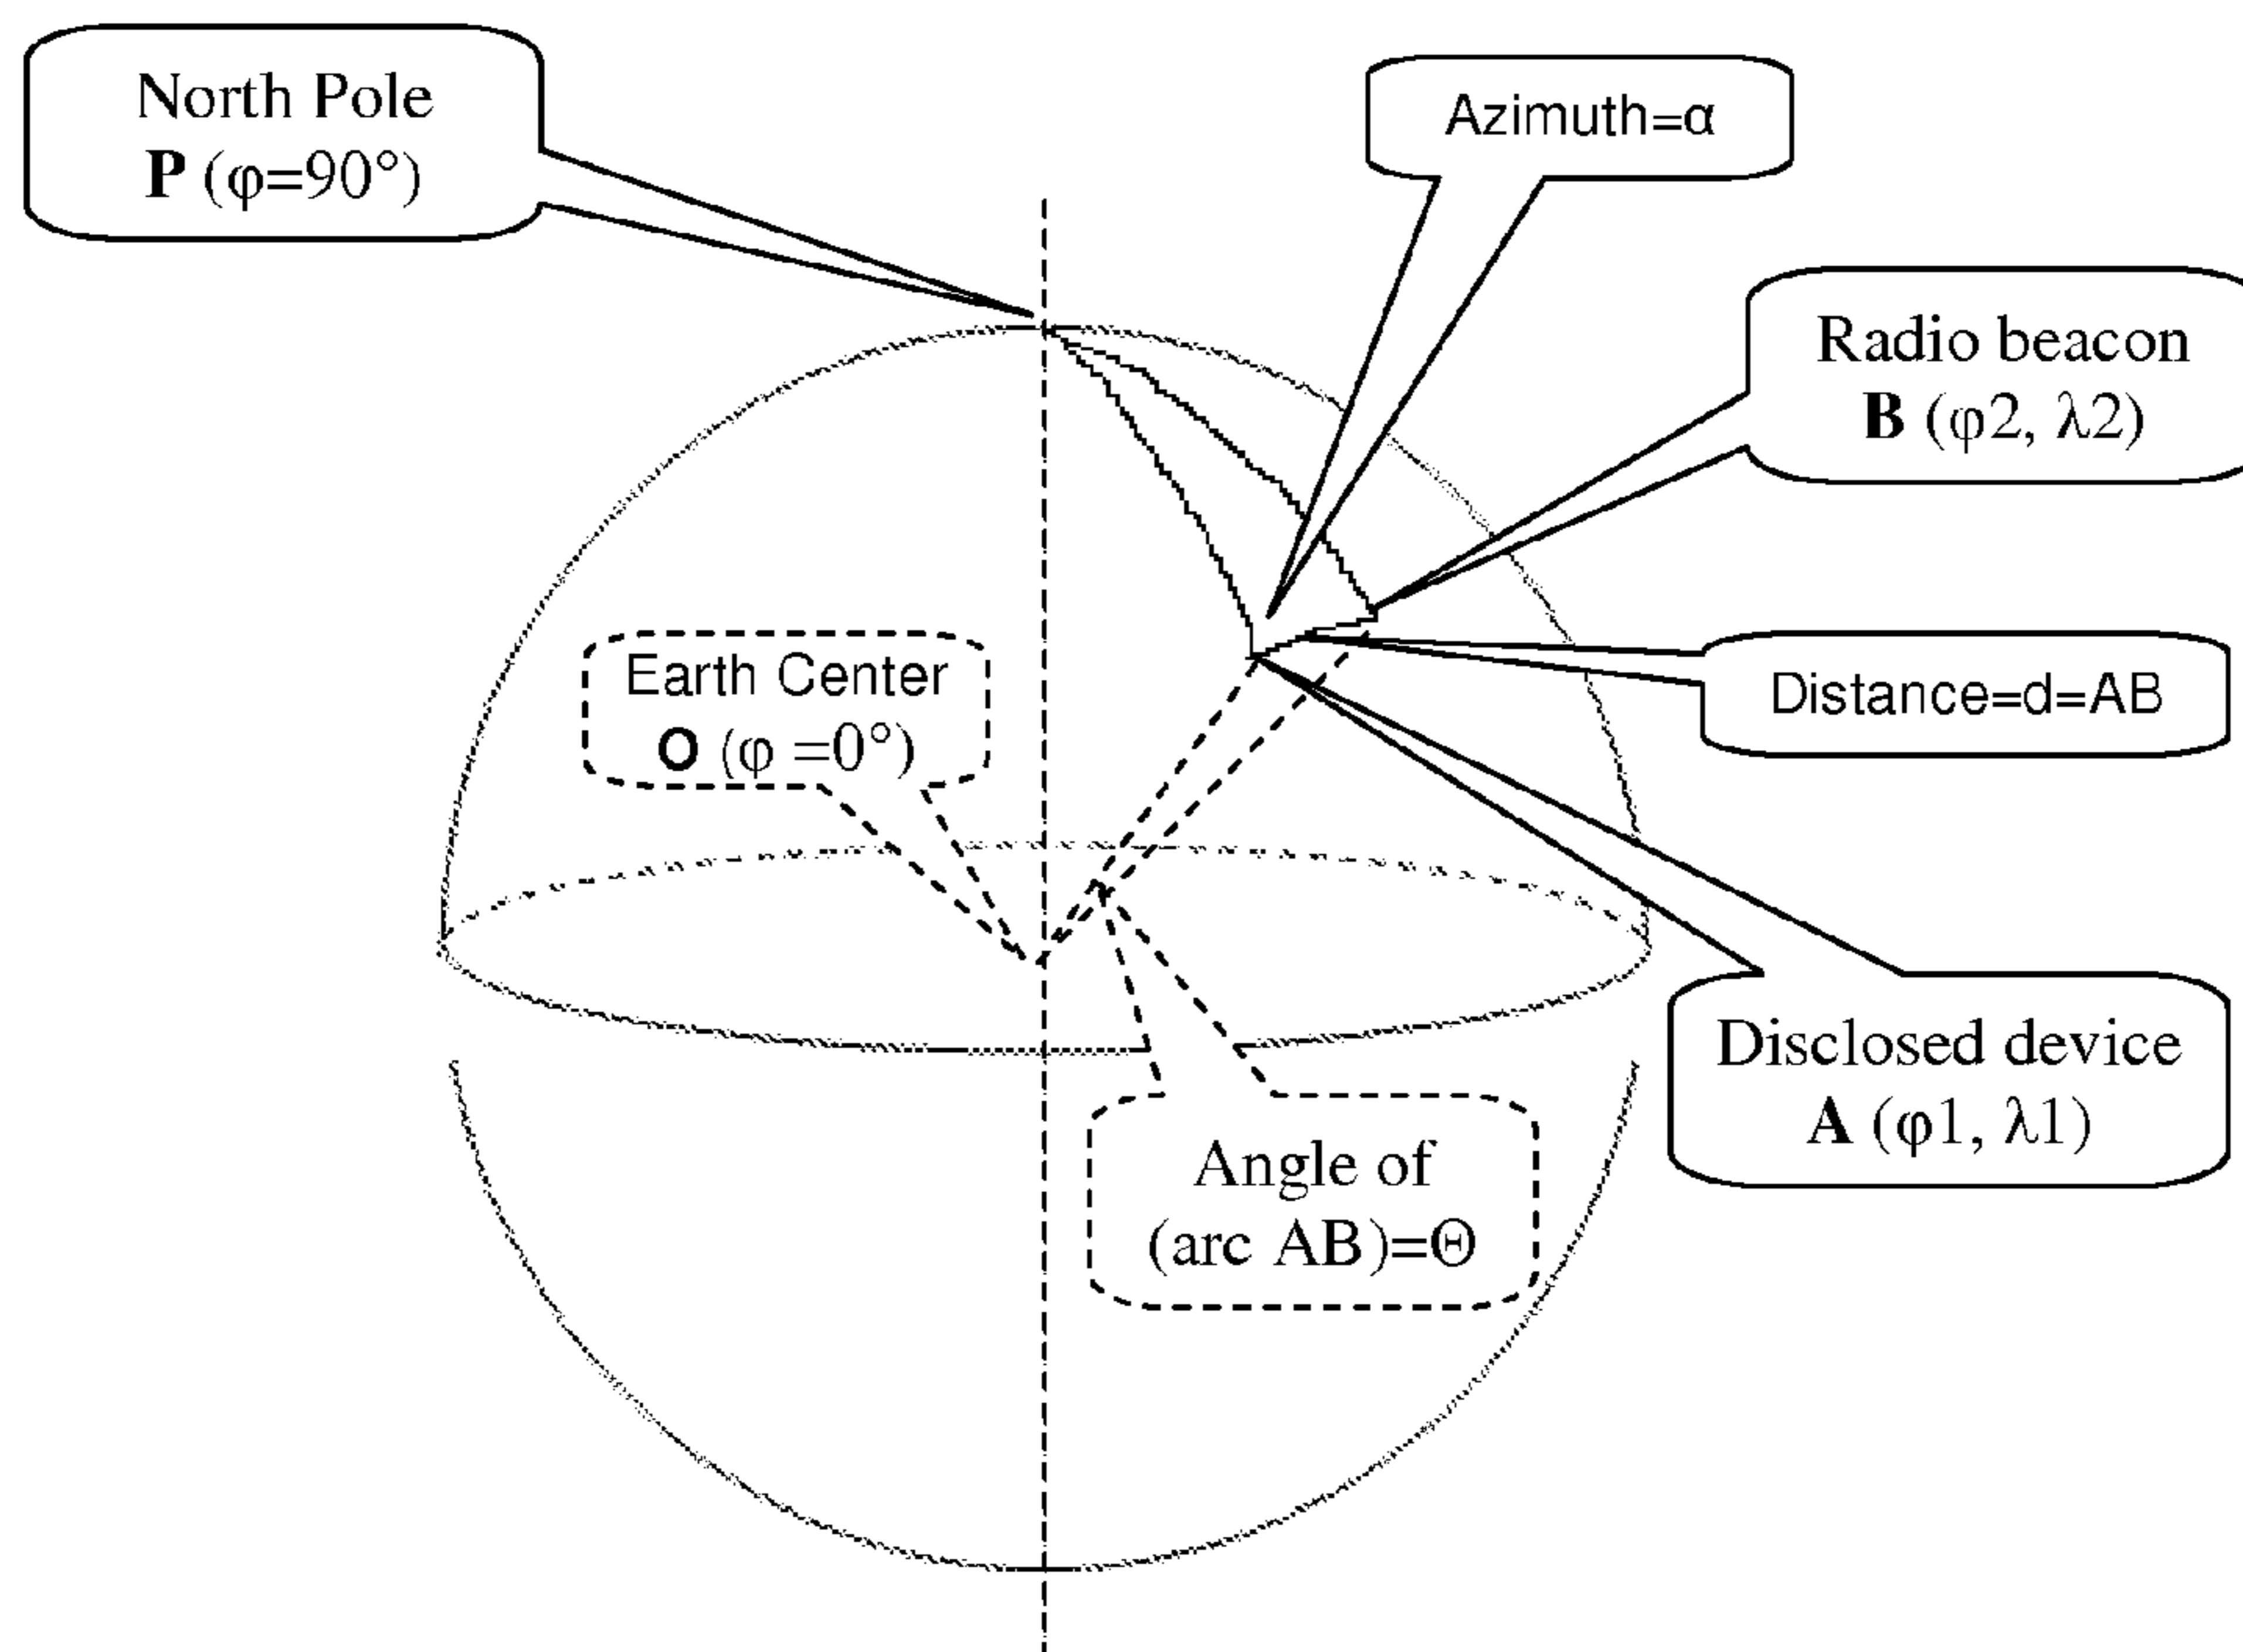 North Pole
P (φ=90°)
Azimuth=α
Radio beacon
B (φ2, λ2)
Earth Center
O (φ =0°)
Distance=d=AB
Disclosed device
A (φ1, λ1)
Angle of
(arc AB)=Θ